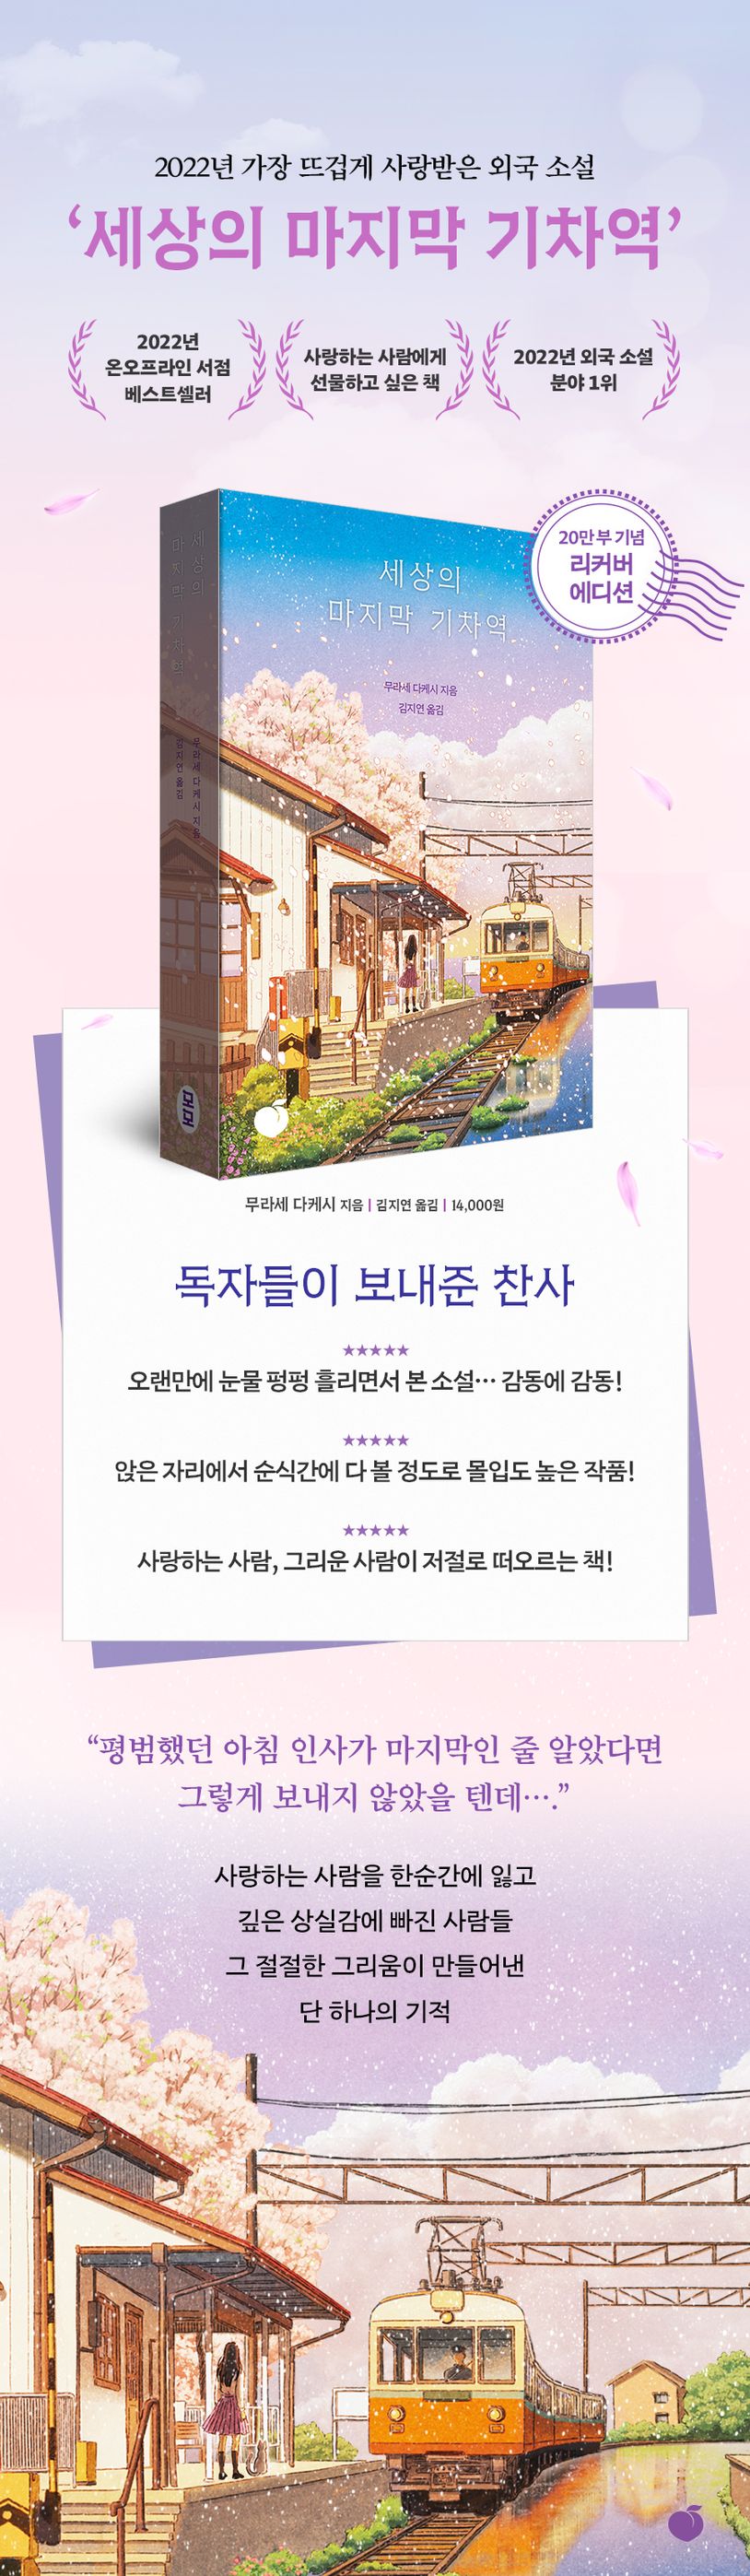 2022년 가장 뜨겁게 사랑받은 외국 소설
‘세상의 마지막 기차역’
2022년
온오프라인 서점
베스트셀러
사랑하는 사람에게
선물하고 싶은 책
2022년 외국 소설
분야 1위
20만 부 기념
리커버
에디션
세상의
마지막 기차역
무라세 다케시 지음
김지연 옮김
세상의
마지막 기차역
무라세 다케시 지음
김지연 옮김
모모
무라세 다케시 지음 | 김지연 옮김 | 14,000원
독자들이 보내준 찬사
★★★★★
오랜만에 눈물 펑펑 흘리면서 본 소설… 감동에 감동!
★★★★★
앉은 자리에서 순식간에 다 볼 정도로 몰입도 높은 작품!
★★★★★
사랑하는 사람, 그리운 사람이 저절로 떠오르는 책!
“평범했던 아침 인사가 마지막인 줄 알았다면
그렇게 보내지 않았을 텐데….”
사랑하는 사람을 한순간에 잃고
깊은 상실감에 빠진 사람들
그 절절한 그리움이 만들어낸
단 하나의 기적